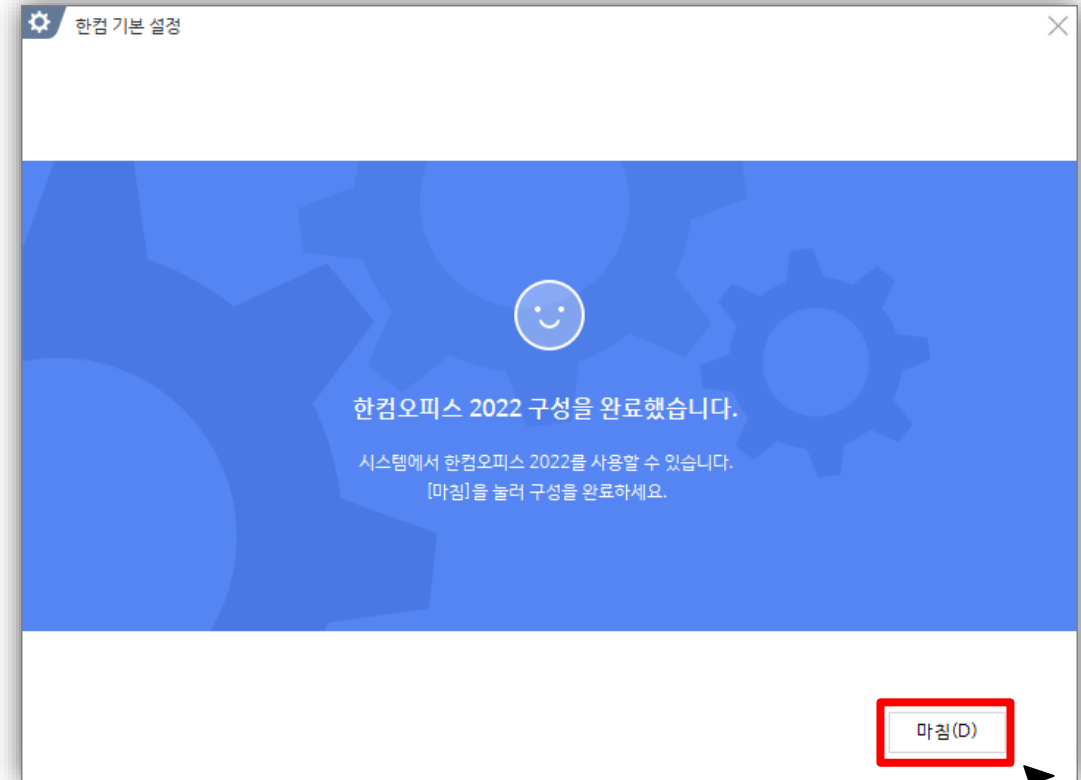 한컴 기본 설정
한컴오피스 2022 구성을 완료했습니다.
시스템에서 한컴오피스 2022를 사용할 수 있습니다.
[마침]을 눌러 구성을 완료하세요.
마침(D)